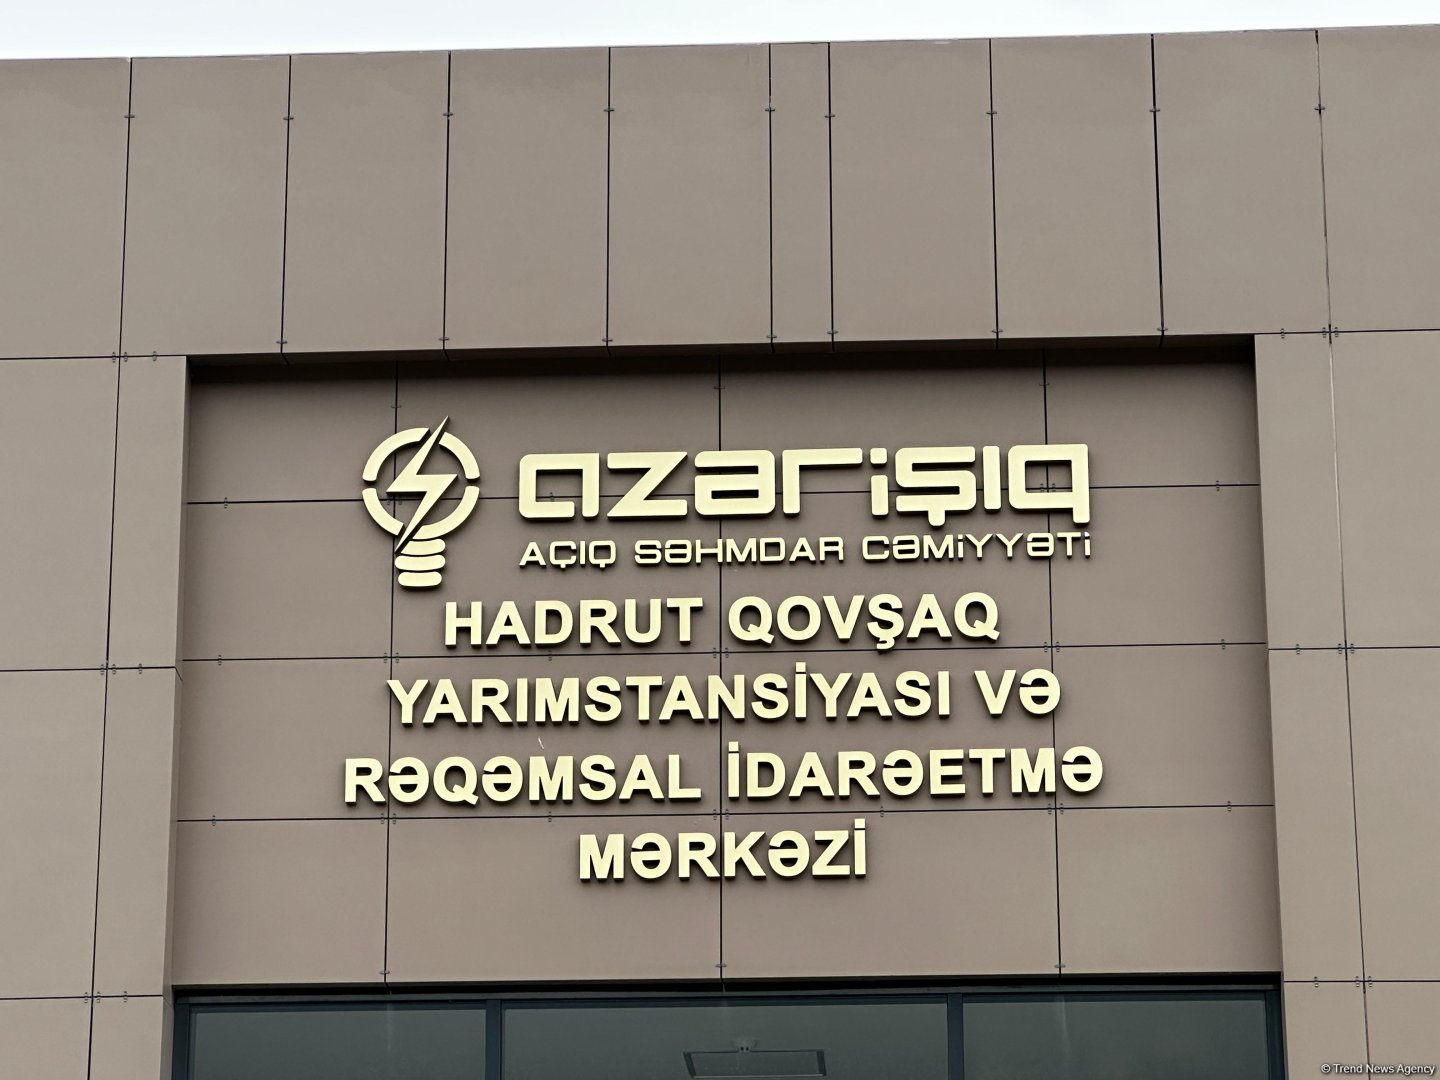 azərişıq
AÇIQ SƏHMDAR CƏMİYYƏTİ
HADRUT QOVŞAQ
YARIMSTANSİYASI VƏ
RƏQƏMSAL İDARƏETMƏ
MƏRKƏZİ
© Trend News Agency